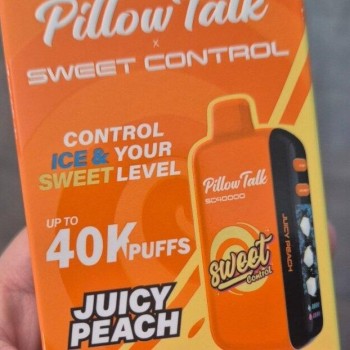 Pillow Talk
x
SWEET CONTROL
CONTROL
ICE & YOUR
SWEET LEVEL
UP TO
40K PUFFS
JUICY
PEACH
Pillow Talk
SC40000
sweet
Control
JUICY PEACH